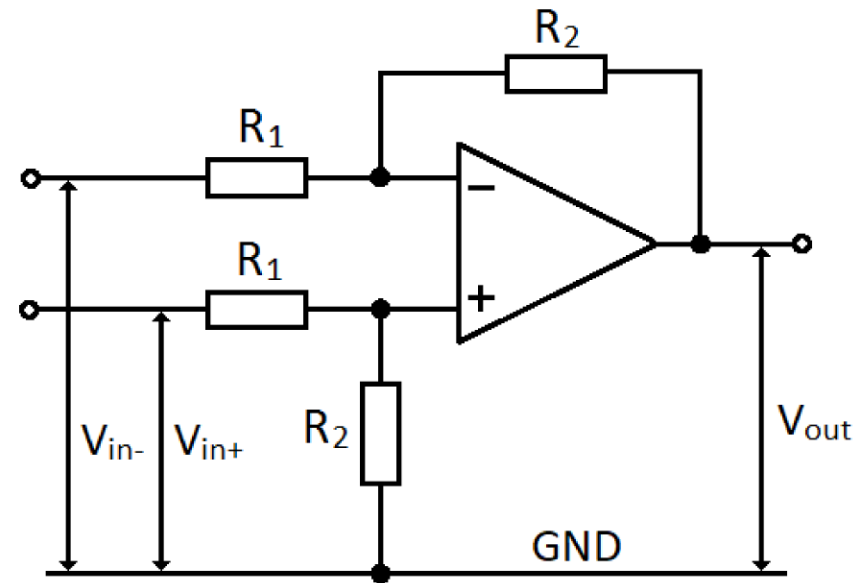 R₂
R₁
−
R₁
+
R₂
Vin-
Vin+
Vout
GND